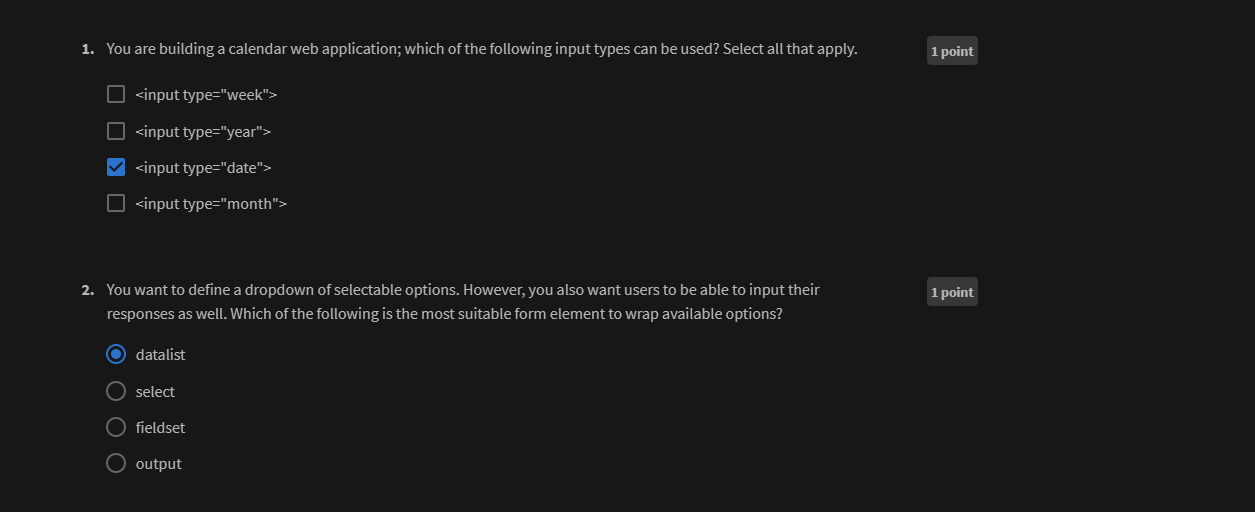 1. You are building a calendar web application; which of the following input types can be used? Select all that apply.
1 point
<input type="week">
<input type="year">
<input type="date">
<input type="month">
2. You want to define a dropdown of selectable options. However, you also want users to be able to input their
1 point
responses as well. Which of the following is the most suitable form element to wrap available options?
datalist
select
fieldset
output